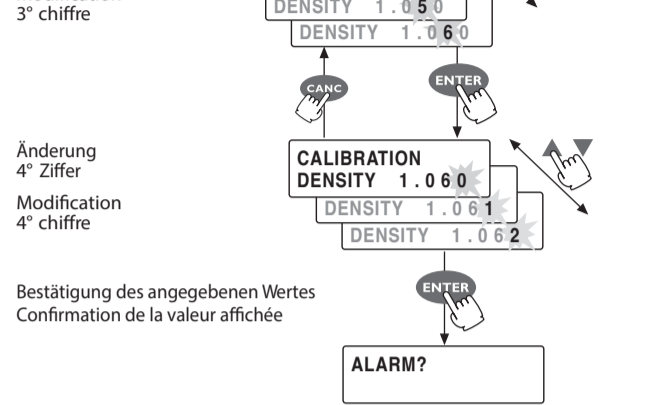 3° chiffre
DENSITY 1.050
DENSITY 1.060
CANC
ENTER
Änderung
4° Ziffer
Modification
4° chiffre
CALIBRATION
DENSITY 1.060
DENSITY 1.061
DENSITY 1.062
ENTER
Bestätigung des angegebenen Wertes
Confirmation de la valeur affichée
ALARM?